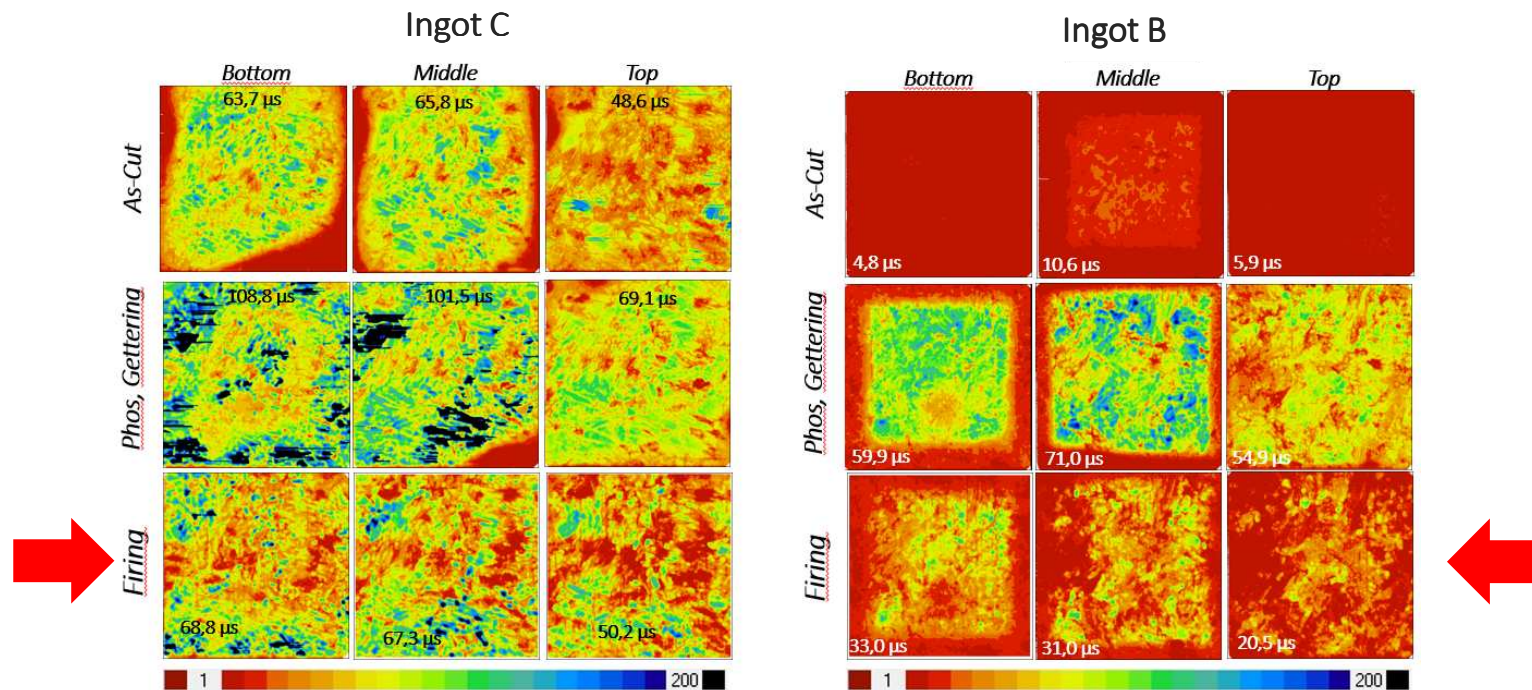 Ingot C
Bottom Middle Top
As-Cut
63,7 µs 65,8 µs 48,6 µs
Phos, Gettering
108,8 µs 101,5 µs 69,1 µs
Firing
68,8 µs 67,3 µs 50,2 µs
1 200
Ingot B
Bottom Middle Top
As-Cut
4,8 µs 10,6 µs 5,9 µs
Phos, Gettering
59,9 µs 71,0 µs 54,9 µs
Firing
33,0 µs 31,0 µs 20,5 µs
1 200